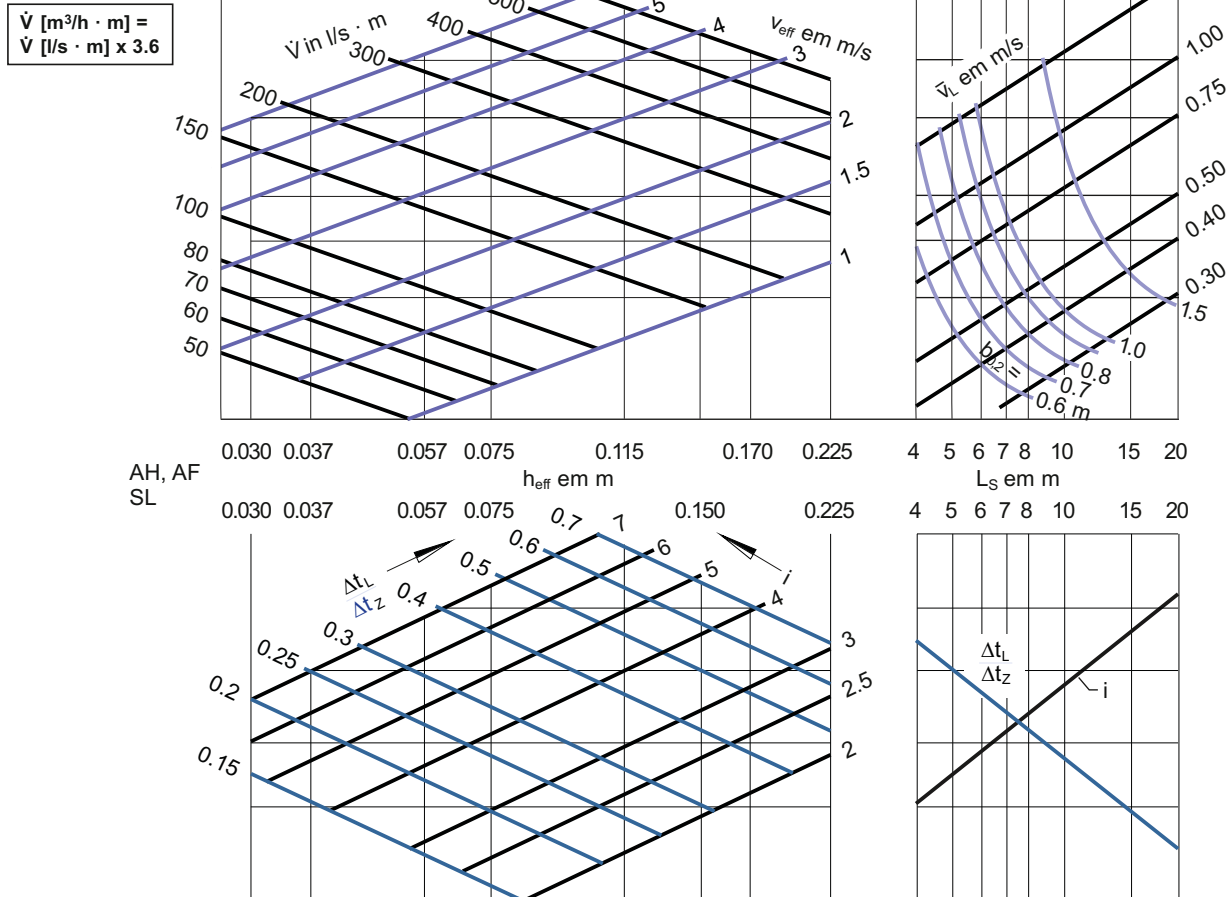 V̇ [m³/h · m] =
V̇ [l/s · m] x 3.6
V̇ in l/s · m
400
300
200
150
100
80
70
60
50
5
4
3
v_eff em m/s
2
1.5
1
v̄_L em m/s
1.00
0.75
0.50
0.40
0.30
1.5
1.0
0.8
0.7
0.6 m
0.030 0.037 0.057 0.075 0.115 0.170 0.225
4 5 6 7 8 10 15 20
AH, AF
SL
h_eff em m
L_S em m
0.030 0.037 0.057 0.075 0.150 0.225
4 5 6 7 8 10 15 20
0.7
0.6
0.5
0.4
0.3
0.25
0.2
0.15
Δt_L
Δt_Z
7
6
5
4
i
3
2.5
2
Δt_L
Δt_Z
i